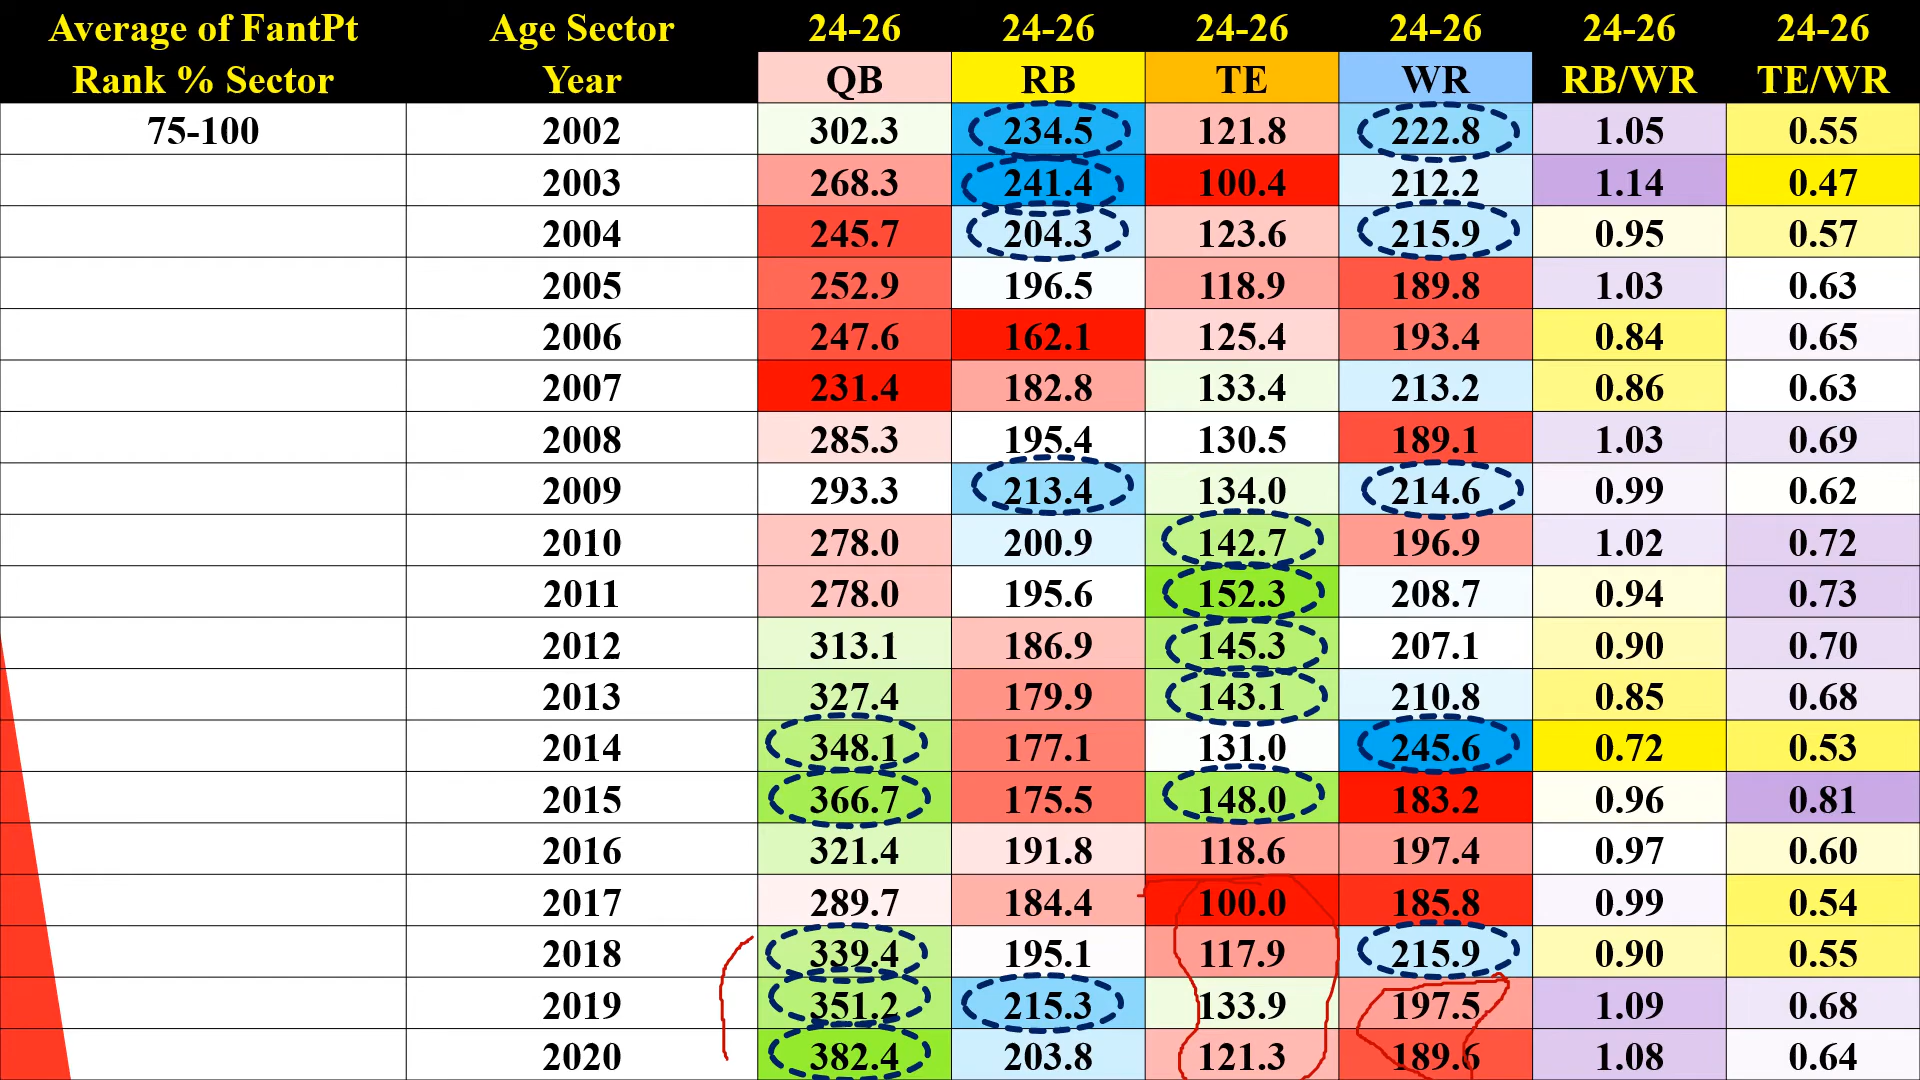 Average of FantPt Age Sector 24-26 24-26 24-26 24-26 24-26 24-26
Rank % Sector Year QB RB TE WR RB/WR TE/WR
75-100 2002 302.3 234.5 121.8 222.8 1.05 0.55
2003 268.3 241.4 100.4 212.2 1.14 0.47
2004 245.7 204.3 123.6 215.9 0.95 0.57
2005 252.9 196.5 118.9 189.8 1.03 0.63
2006 247.6 162.1 125.4 193.4 0.84 0.65
2007 231.4 182.8 133.4 213.2 0.86 0.63
2008 285.3 195.4 130.5 189.1 1.03 0.69
2009 293.3 213.4 134.0 214.6 0.99 0.62
2010 278.0 200.9 142.7 196.9 1.02 0.72
2011 278.0 195.6 152.3 208.7 0.94 0.73
2012 313.1 186.9 145.3 207.1 0.90 0.70
2013 327.4 179.9 143.1 210.8 0.85 0.68
2014 348.1 177.1 131.0 245.6 0.72 0.53
2015 366.7 175.5 148.0 183.2 0.96 0.81
2016 321.4 191.8 118.6 197.4 0.97 0.60
2017 289.7 184.4 100.0 185.8 0.99 0.54
2018 339.4 195.1 117.9 215.9 0.90 0.55
2019 351.2 215.3 133.9 197.5 1.09 0.68
2020 382.4 203.8 121.3 189.6 1.08 0.64